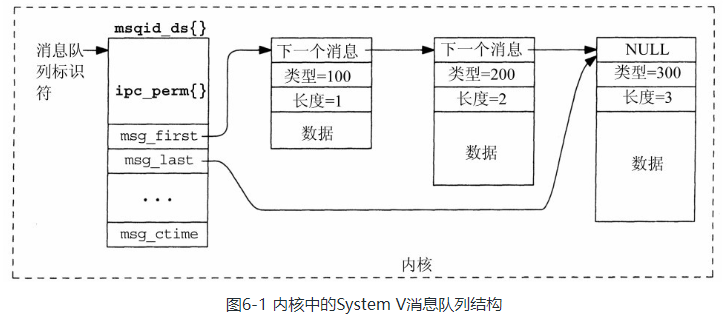 msqid_ds{}
消息队
列标识
符
ipc_perm{}
msg_first
msg_last
...
msg_ctime
下一个消息
类型=100
长度=1
数据
下一个消息
类型=200
长度=2
数据
NULL
类型=300
长度=3
数据
内核
图6-1 内核中的System V消息队列结构